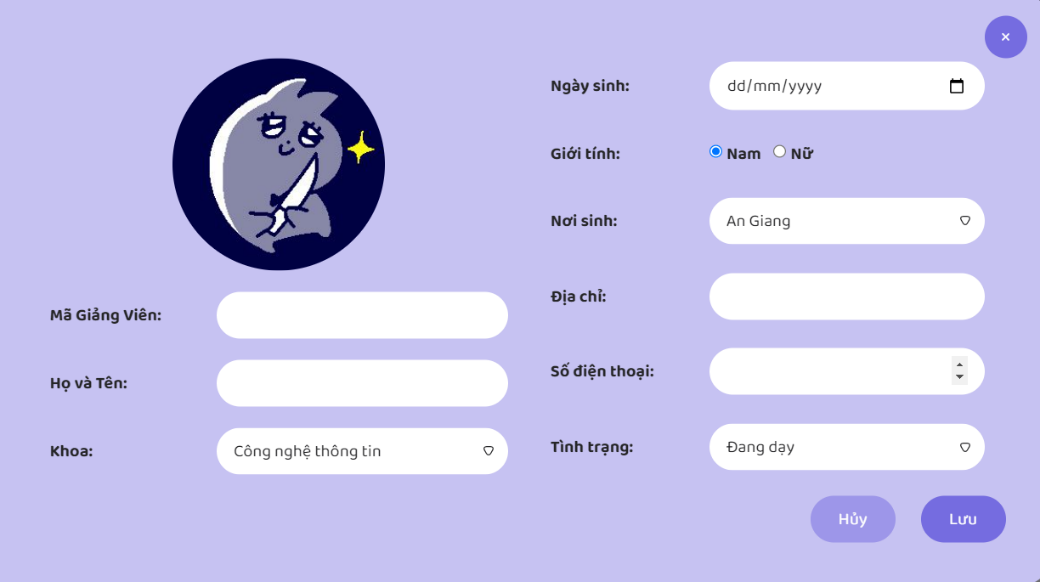 ×
Mã Giảng Viên:
Họ và Tên:
Khoa: Công nghệ thông tin
Ngày sinh: dd/mm/yyyy
Giới tính: Nam Nữ
Nơi sinh: An Giang
Địa chỉ:
Số điện thoại:
Tình trạng: Đang dạy
Hủy Lưu